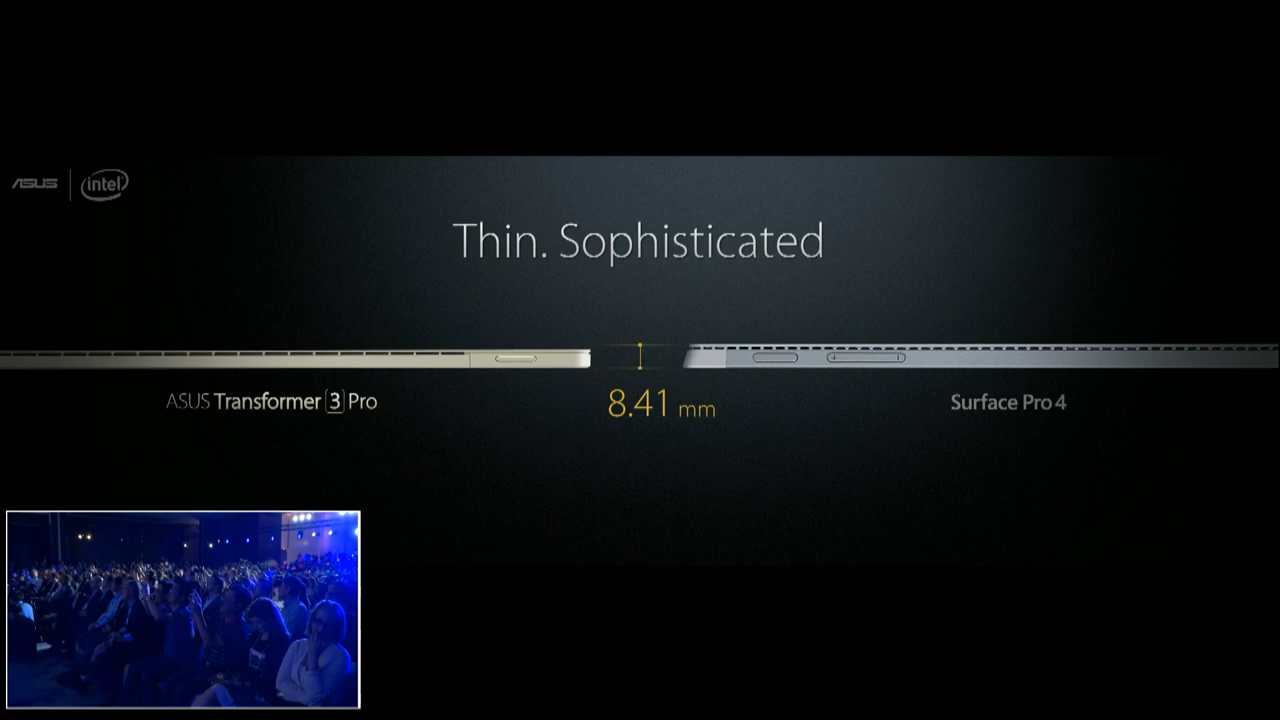 ASUS
intel
Thin. Sophisticated
ASUS Transformer 3 Pro
8.41 mm
Surface Pro 4